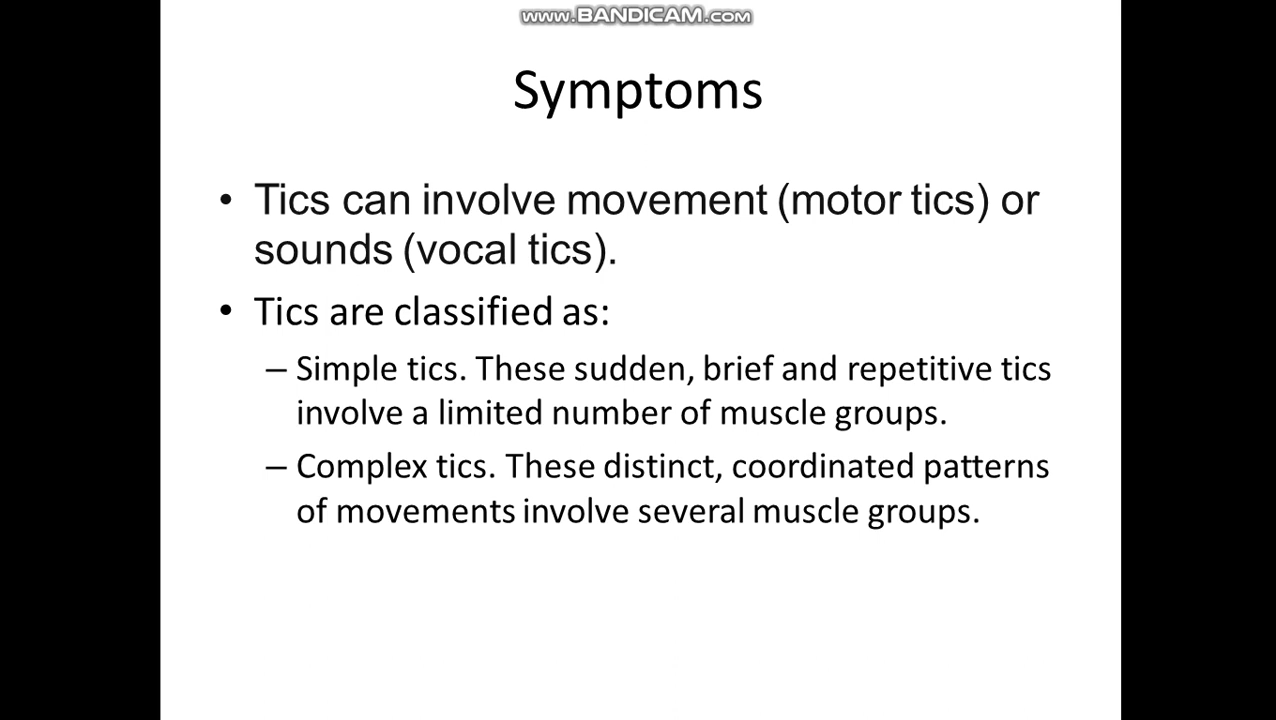 www.BANDICAM.com
Symptoms
• Tics can involve movement (motor tics) or
sounds (vocal tics).
• Tics are classified as:
– Simple tics. These sudden, brief and repetitive tics
involve a limited number of muscle groups.
– Complex tics. These distinct, coordinated patterns
of movements involve several muscle groups.